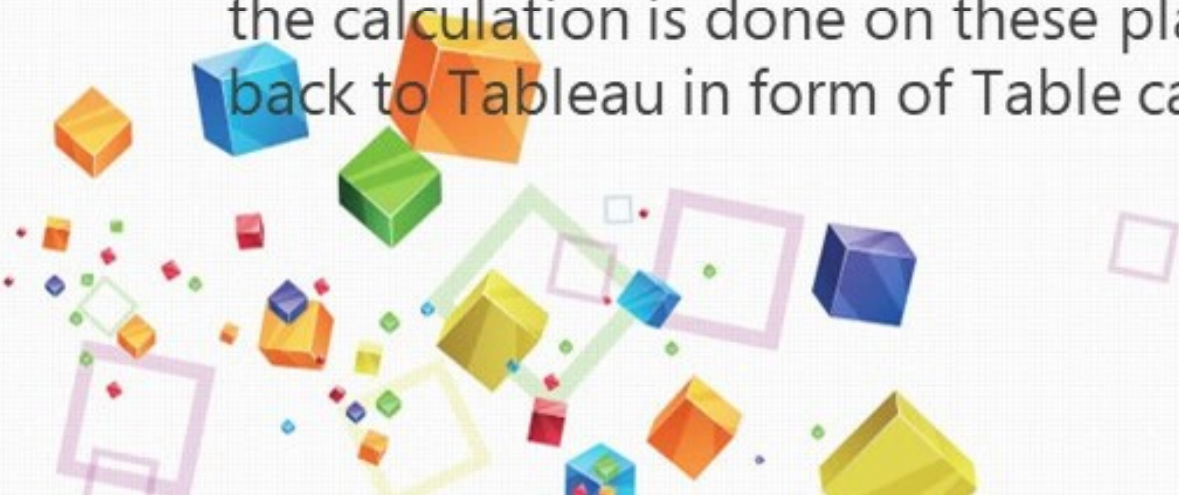 the calculation is done on these
back to Tableau in form of Table